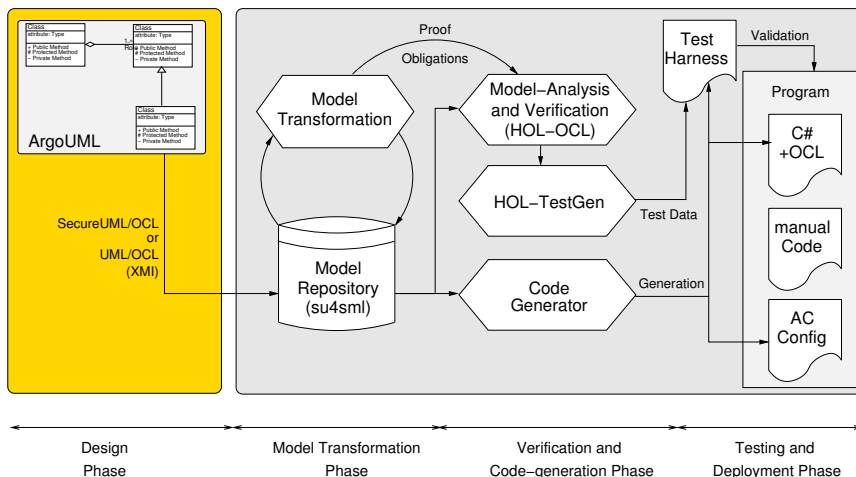 Class
attribute: Type
+ Public Method
# Protected Method
– Private Method
1..*
Role
Class
attribute: Type
+ Public Method
# Protected Method
– Private Method
Class
attribute: Type
+ Public Method
# Protected Method
– Private Method
ArgoUML
SecureUML/OCL
or
UML/OCL
(XMI)
Proof
Obligations
Model
Transformation
Model
Repository
(su4sml)
Model–Analysis
and Verification
(HOL–OCL)
HOL–TestGen
Code
Generator
Test Data
Generation
Test
Harness
Validation
Program
C#
+OCL
manual
Code
AC
Config
Design
Phase
Model Transformation
Phase
Verification and
Code–generation Phase
Testing and
Deployment Phase